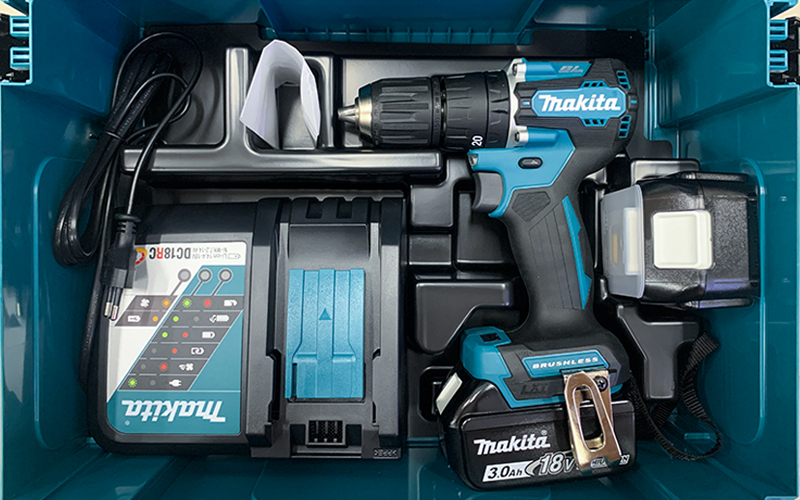 BL
makita
20
DC18RC
makita
BRUSHLESS
LXT
makita
3.0Ah 18V